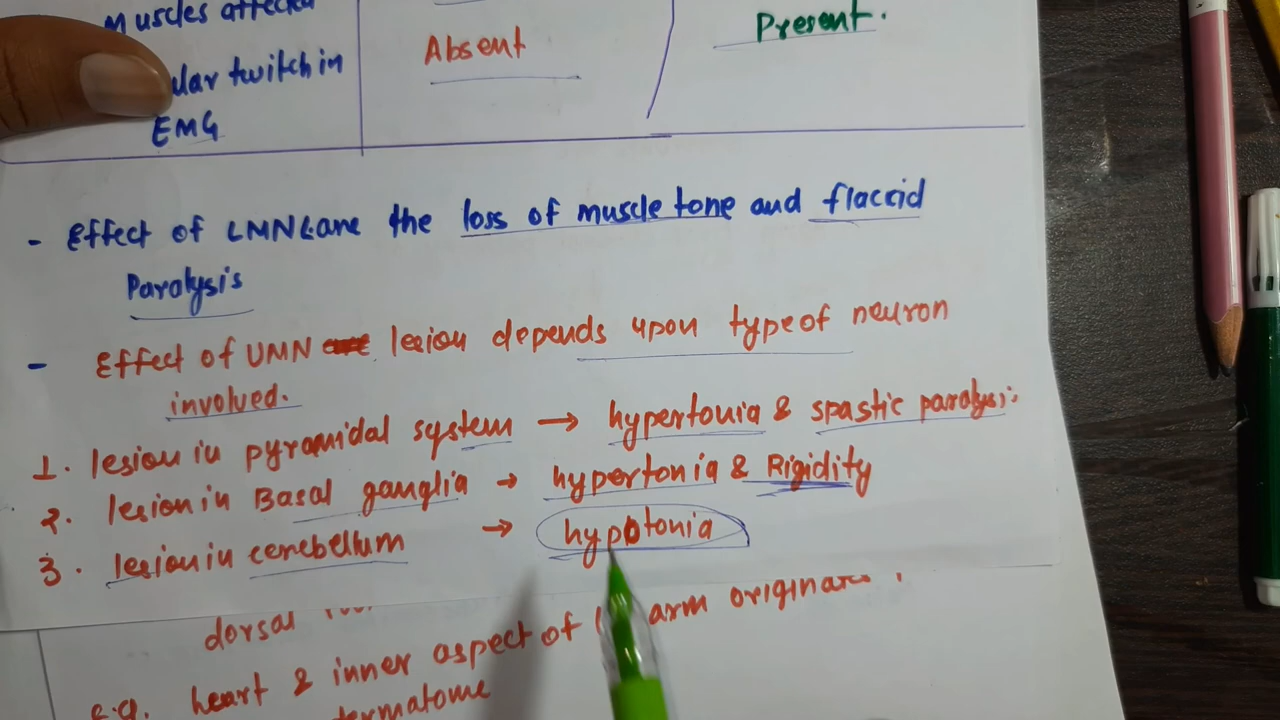 Muscles affected
Absent
Present.
ular twitch in
EMG
- Effect of LMNL are the loss of muscle tone and flaccid
Paralysis
- Effect of UMN lesion depends upon type of neuron
involved.
1. lesion in pyramidal system → hypertonia & spastic paralysis
2. lesion in Basal ganglia → hypertonia & Rigidity
3. lesion in cerebellum → hypotonia
dorsal
e.g. heart & inner aspect of arm originate